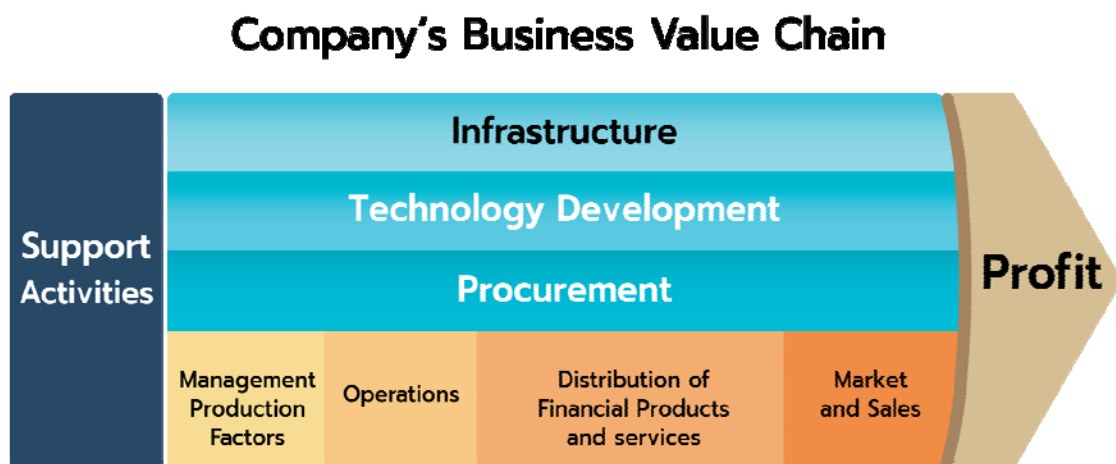 Company's Business Value Chain
Infrastructure
Technology Development
Procurement
Support
Activities
Profit
Management
Production
Factors
Operations
Distribution of
Financial Products
and services
Market
and Sales